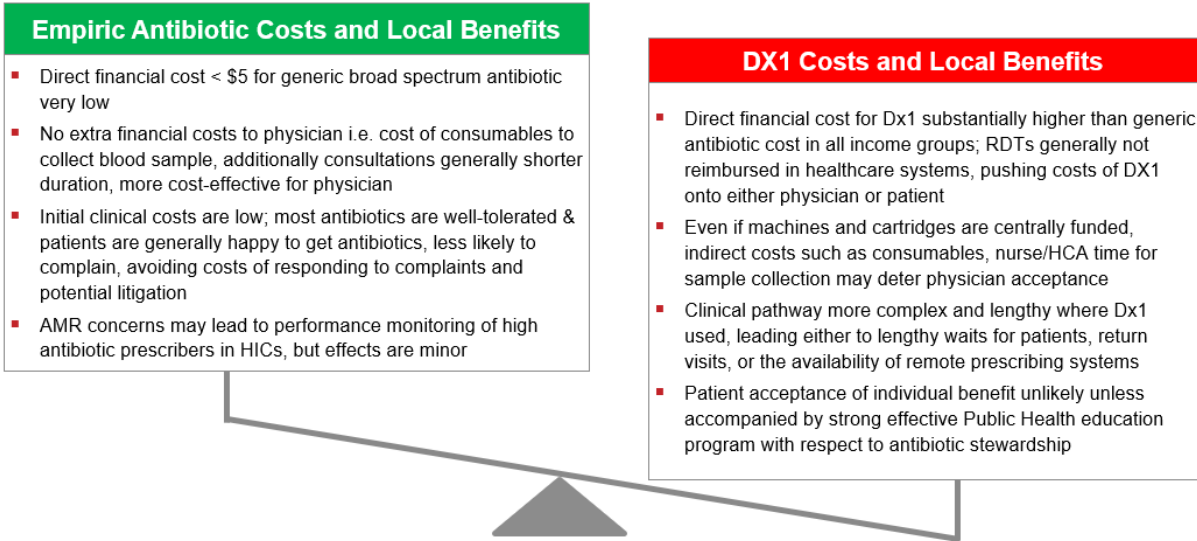 Empiric Antibiotic Costs and Local Benefits
▪ Direct financial cost < $5 for generic broad spectrum antibiotic
very low
▪ No extra financial costs to physician i.e. cost of consumables to
collect blood sample, additionally consultations generally shorter
duration, more cost-effective for physician
▪ Initial clinical costs are low; most antibiotics are well-tolerated &
patients are generally happy to get antibiotics, less likely to
complain, avoiding costs of responding to complaints and
potential litigation
▪ AMR concerns may lead to performance monitoring of high
antibiotic prescribers in HICs, but effects are minor
DX1 Costs and Local Benefits
▪ Direct financial cost for Dx1 substantially higher than generic
antibiotic cost in all income groups; RDTs generally not
reimbursed in healthcare systems, pushing costs of DX1
onto either physician or patient
▪ Even if machines and cartridges are centrally funded,
indirect costs such as consumables, nurse/HCA time for
sample collection may deter physician acceptance
▪ Clinical pathway more complex and lengthy where Dx1
used, leading either to lengthy waits for patients, return
visits, or the availability of remote prescribing systems
▪ Patient acceptance of individual benefit unlikely unless
accompanied by strong effective Public Health education
program with respect to antibiotic stewardship